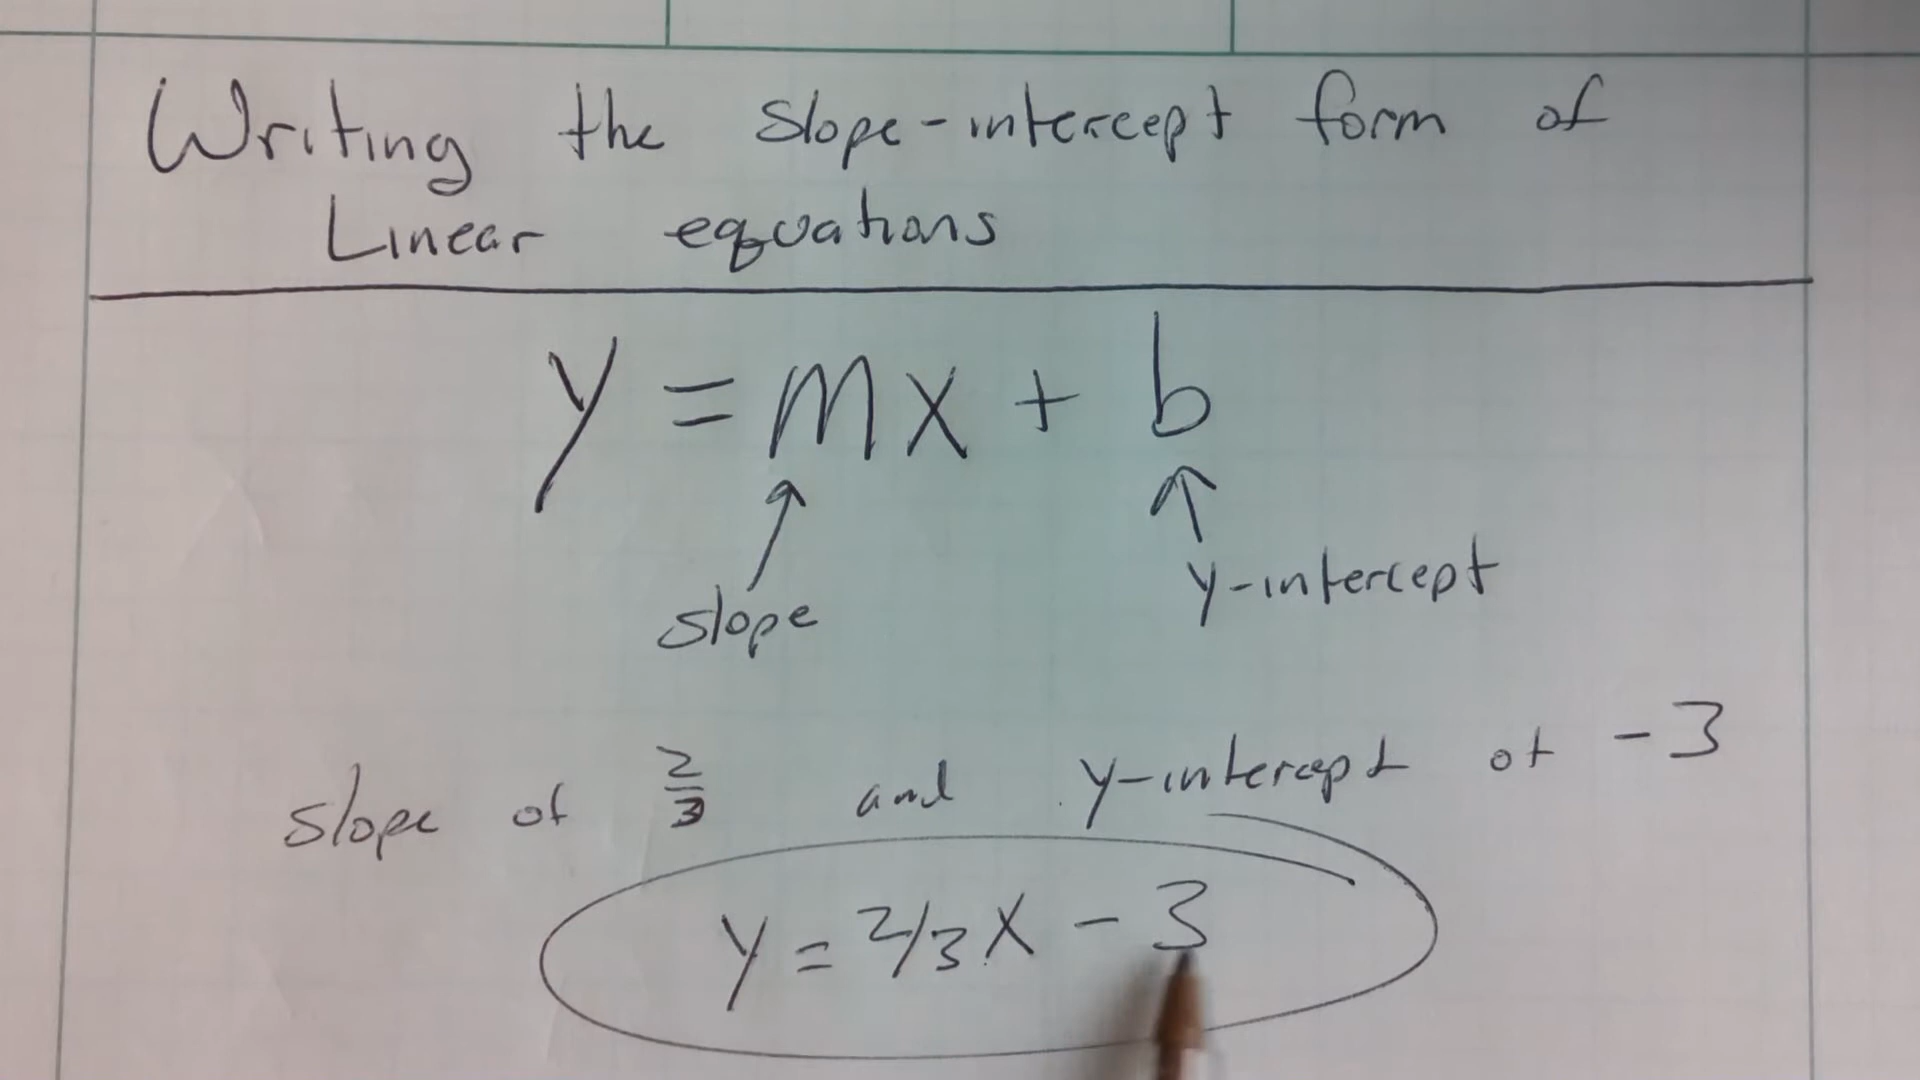 Writing the slope-intercept form of
Linear equations
y = mx + b
slope
y-intercept
slope of 2/3 and y-intercept of -3
y = 2/3x - 3